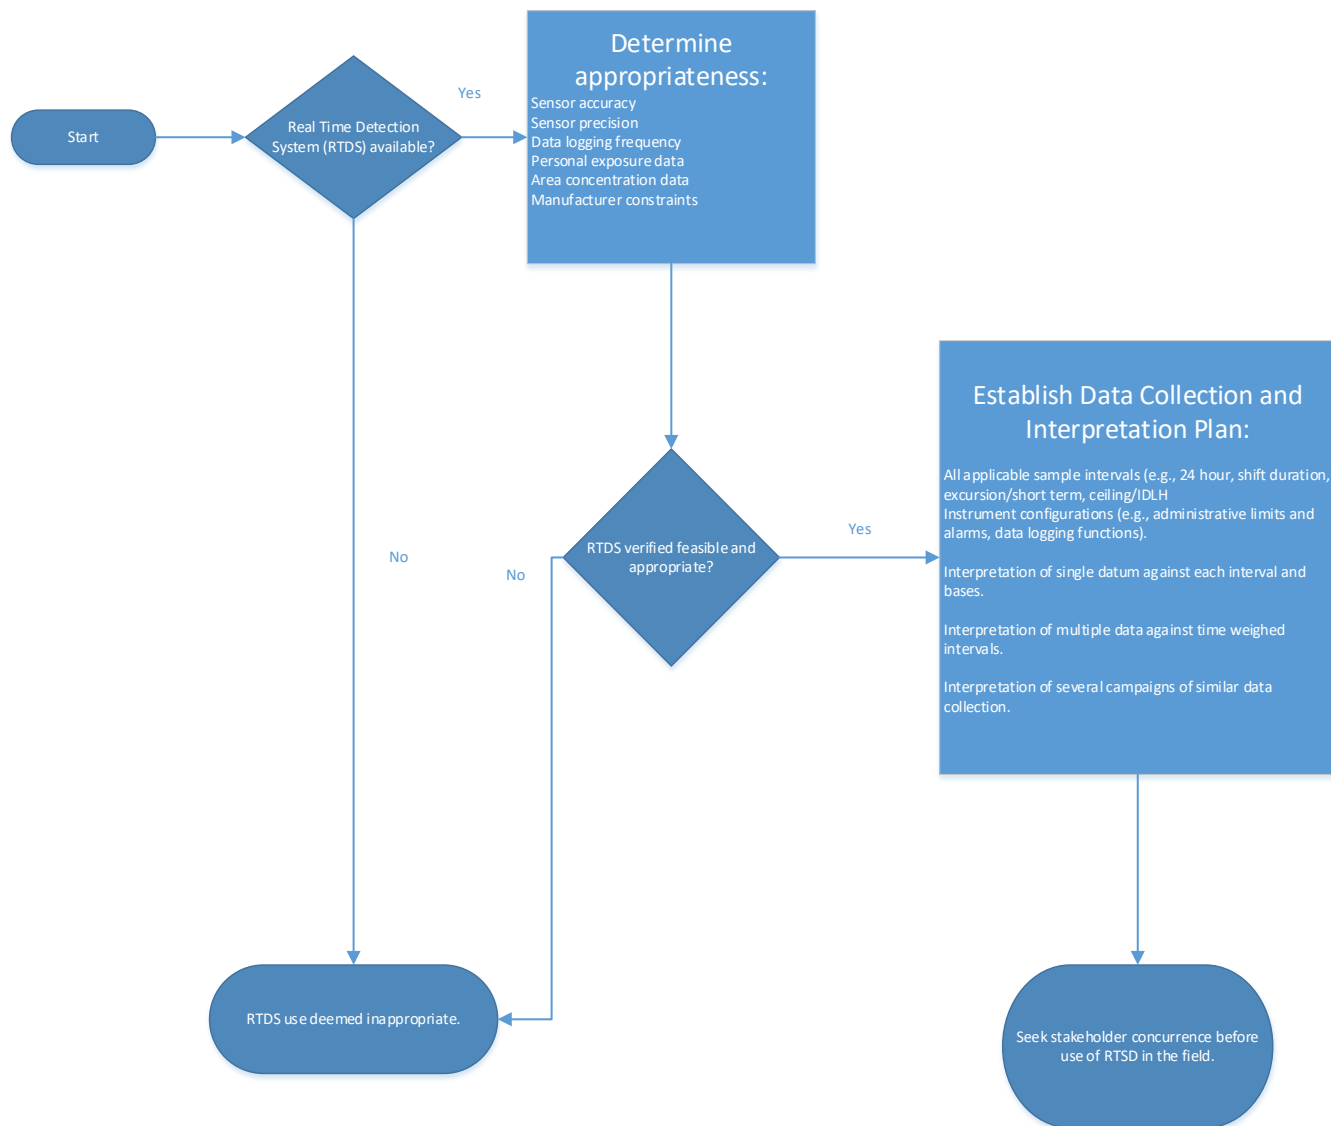 Start
Real Time Detection
System (RTDS) available?
Yes
Determine
appropriateness:
Sensor accuracy
Sensor precision
Data logging frequency
Personal exposure data
Area concentration data
Manufacturer constraints
No
RTDS verified feasible and
appropriate?
No
Yes
Establish Data Collection and
Interpretation Plan:
All applicable sample intervals (e.g., 24 hour, shift duration,
excursion/short term, ceiling/IDLH
Instrument configurations (e.g., administrative limits and
alarms, data logging functions).
Interpretation of single datum against each interval and
bases.
Interpretation of multiple data against time weighed
intervals.
Interpretation of several campaigns of similar data
collection.
RTDS use deemed inappropriate.
Seek stakeholder concurrence before
use of RTSD in the field.